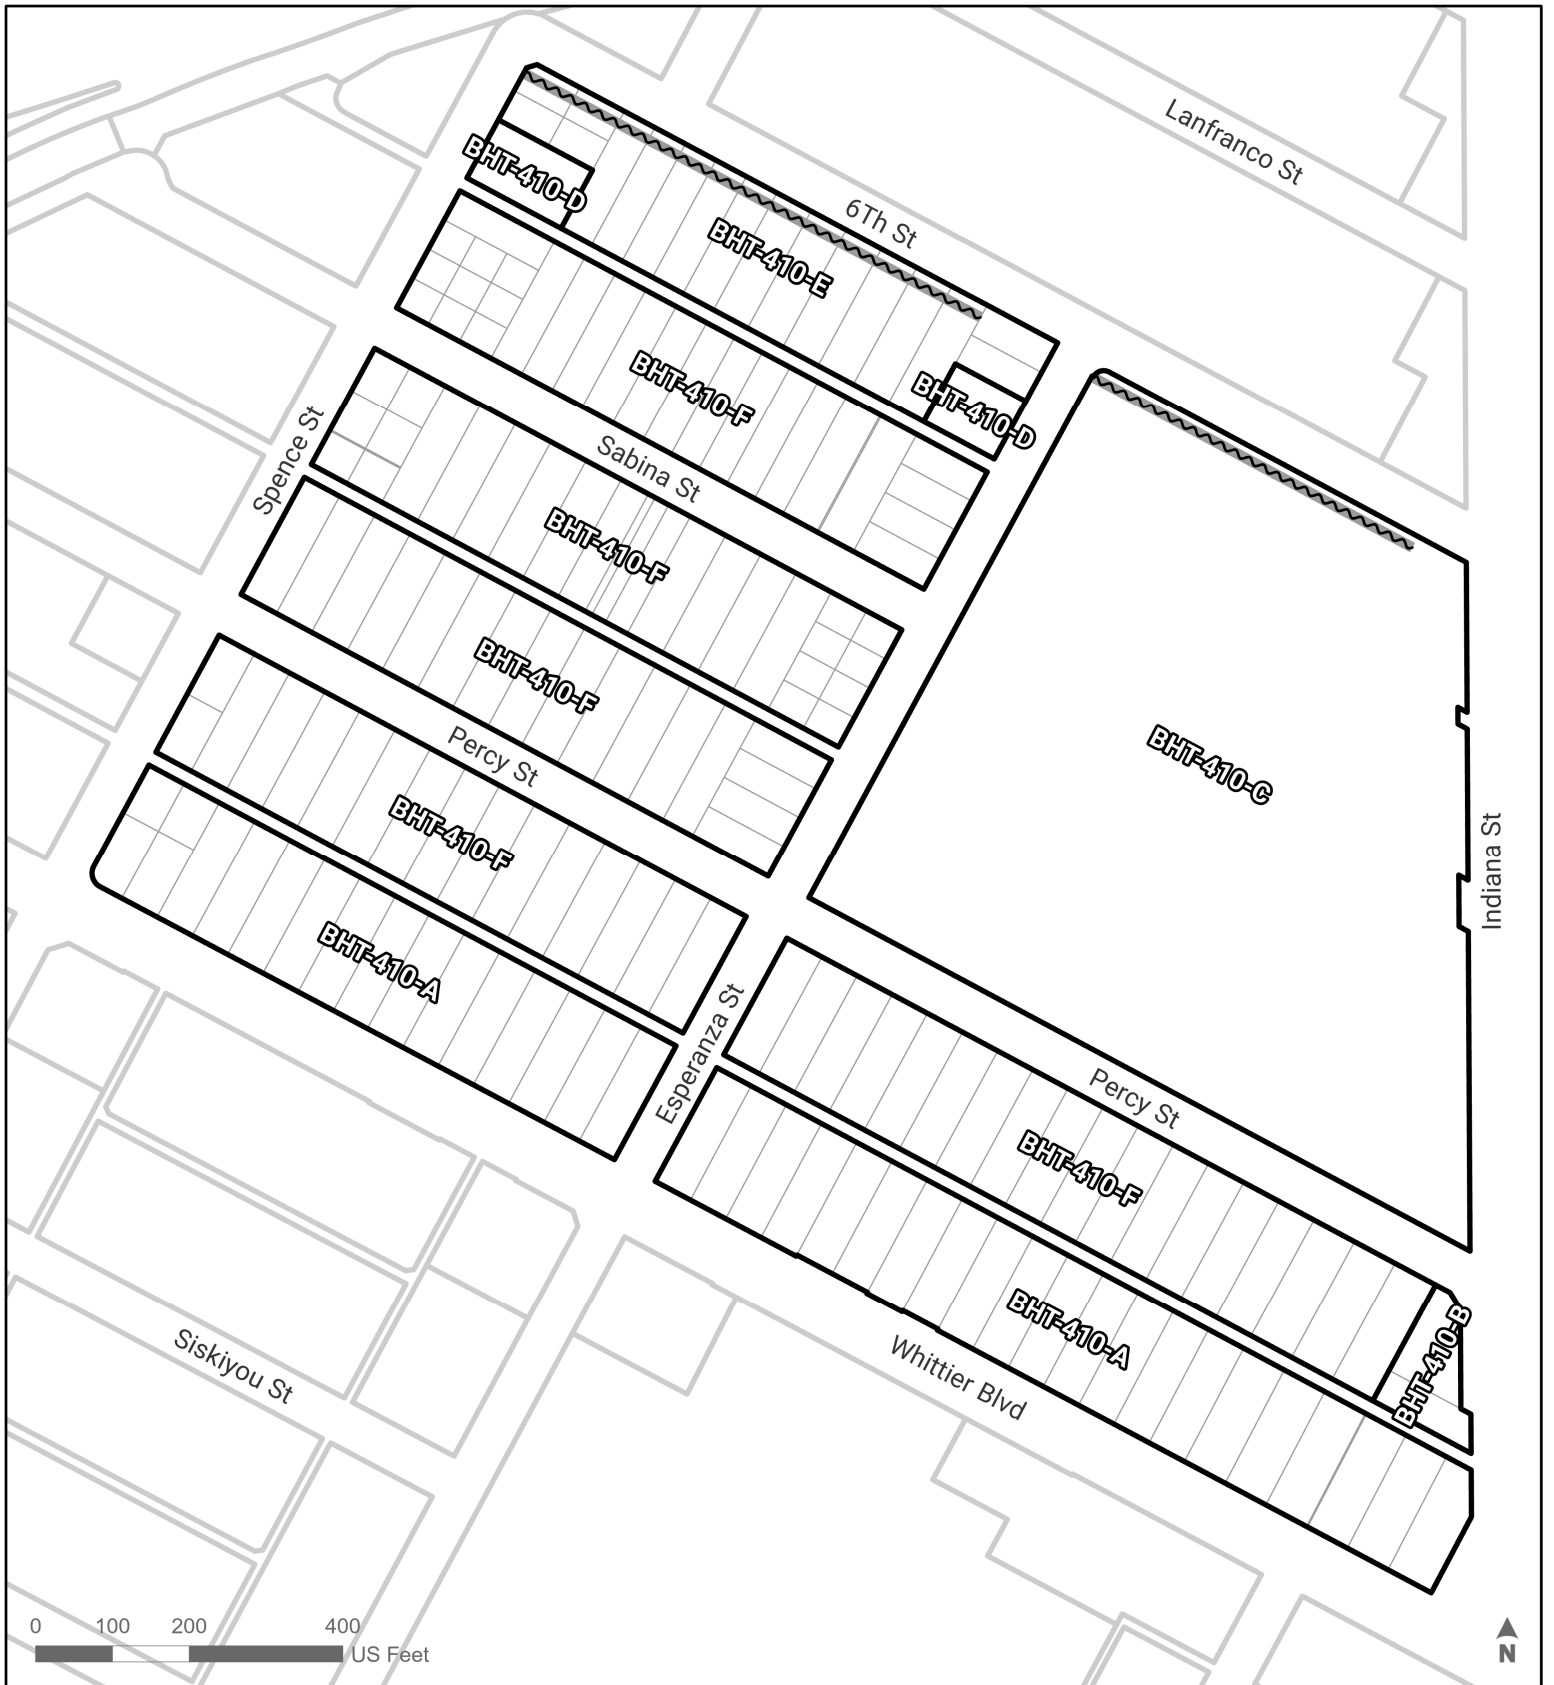 Lanfranco St
6Th St
BHT-410-D
BHT-410-E
BHT-410-F
BHT-410-D
Spence St
Sabina St
BHT-410-F
BHT-410-F
Percy St
BHT-410-C
BHT-410-F
Indiana St
BHT-410-A
Esperanza St
Percy St
BHT-410-F
BHT-410-A
BHT-410-B
Siskiyou St
Whittier Blvd
0 100 200 400
US Feet
N